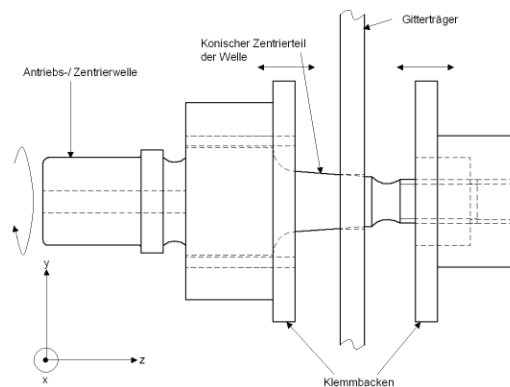 Gitterträger
Konischer Zentrierteil
der Welle
Antriebs-/ Zentrierwelle
y
x
z
Klemmbacken